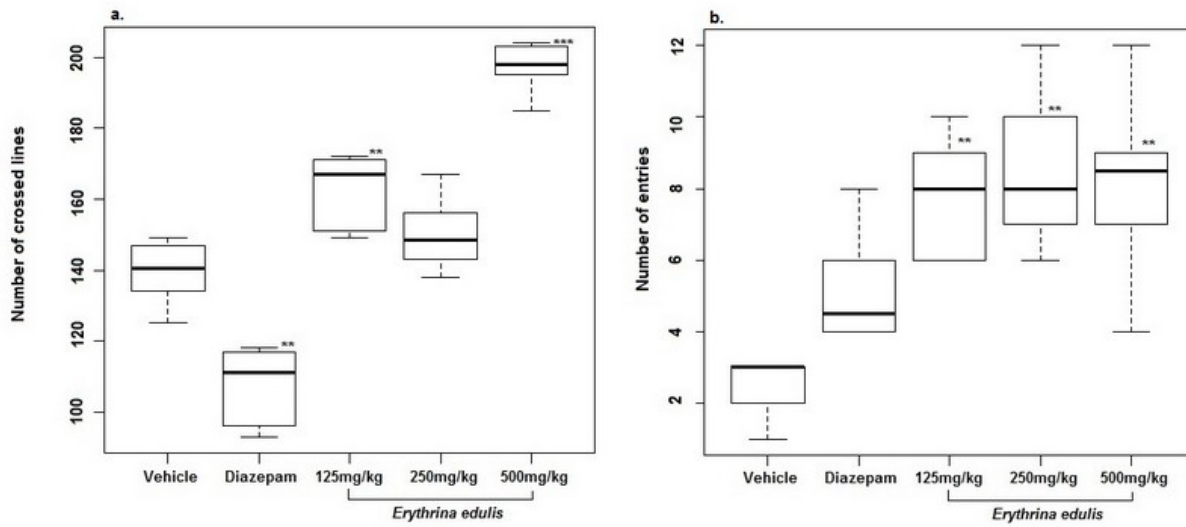 a.
Number of crossed lines
200
180
160
140
120
100
***
**
**
Vehicle Diazepam 125mg/kg 250mg/kg 500mg/kg
Erythrina edulis
b.
Number of entries
12
10
8
6
4
2
**
**
**
Vehicle Diazepam 125mg/kg 250mg/kg 500mg/kg
Erythrina edulis